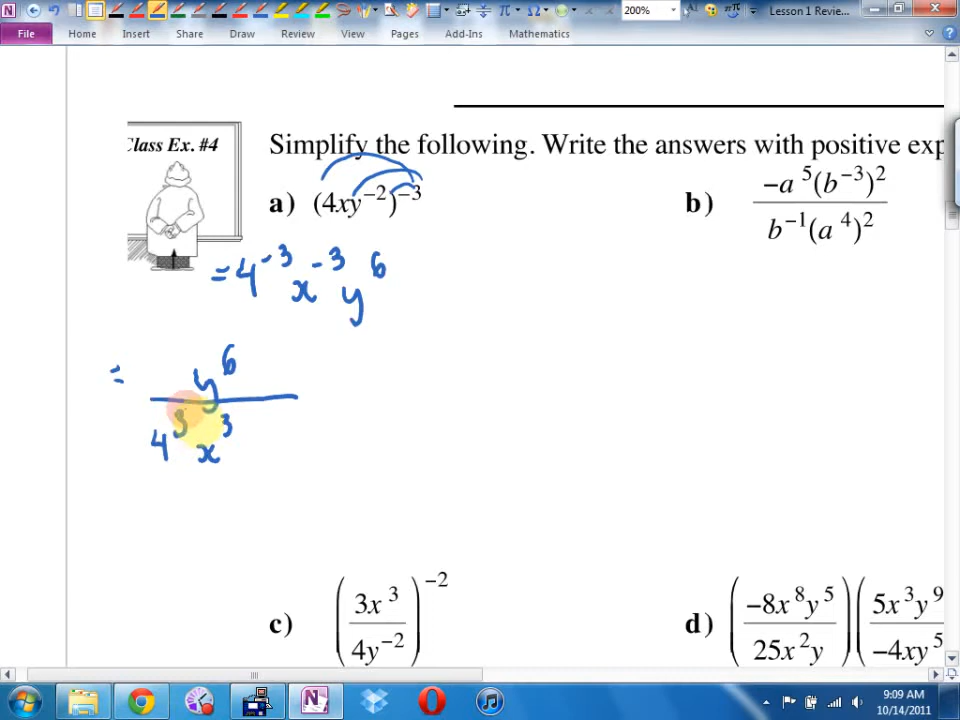 200%
Lesson 1 Revie...
File Home Insert Share Draw Review View Pages Add-Ins Mathematics
Class Ex. #4
Simplify the following. Write the answers with positive exp
a) (4xy⁻²)⁻³
= 4⁻³ x⁻³ y⁶
= y⁶
4³ x³
b) −a⁵(b⁻³)²
b⁻¹(a⁴)²
c) (3x³ / 4y⁻²)⁻²
d) (−8x⁸y⁵ / 25x²y)(5x³y⁹ / −4xy⁵
9:09 AM
10/14/2011